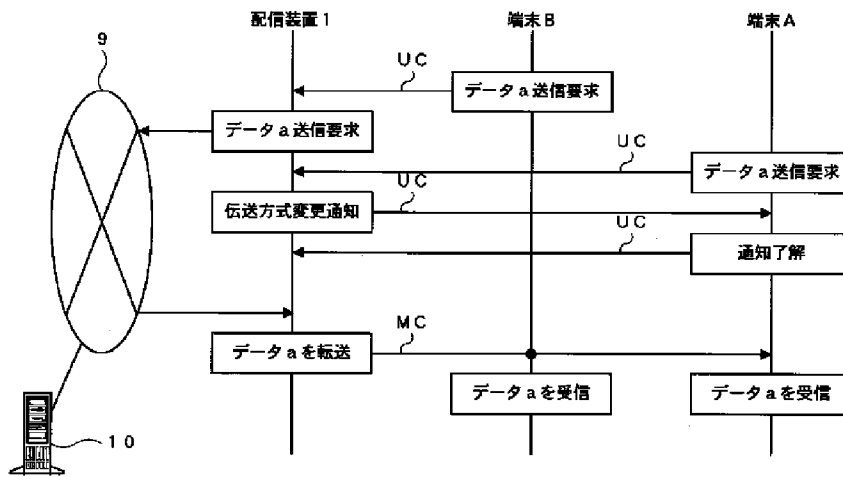 配信装置１
端末Ｂ
端末Ａ
９
ＵＣ
データａ送信要求
データａ送信要求
ＵＣ
データａ送信要求
ＵＣ
伝送方式変更通知
ＵＣ
通知了解
ＭＣ
データａを転送
データａを受信
データａを受信
１０